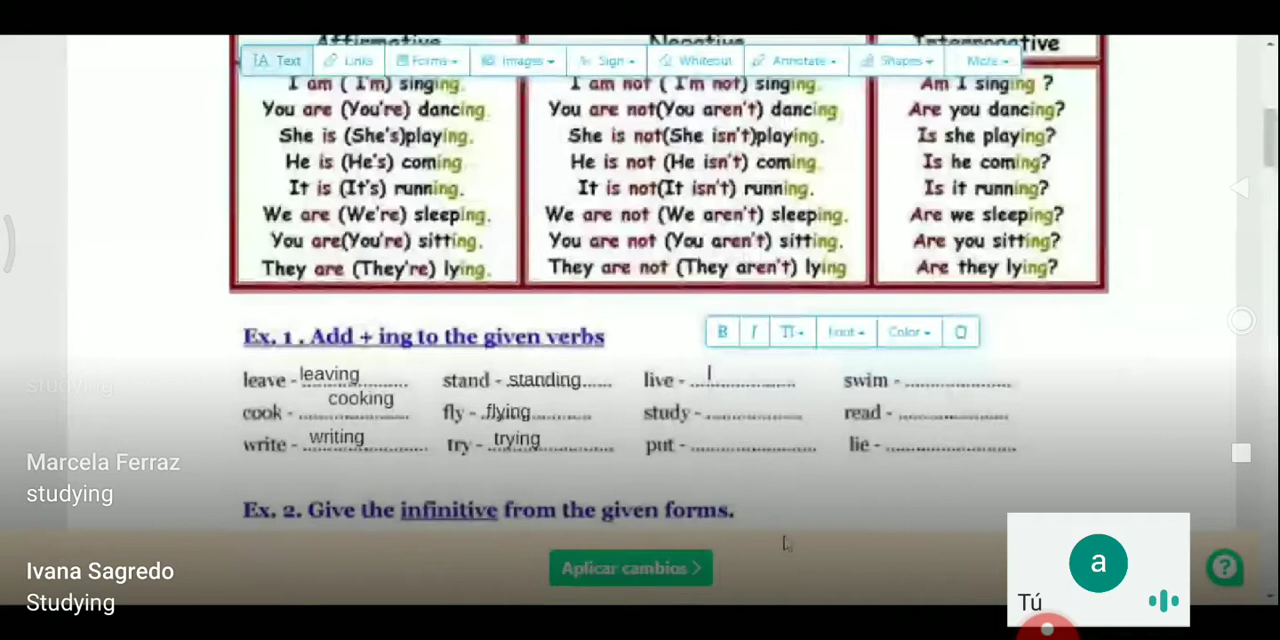 Affirmative Negative Interrogative
Text Links Forms Images Sign Whiteout Annotate Shapes More
I am ( I'm) singing. I am not ( I'm not) singing. Am I singing ?
You are (You're) dancing. You are not(You aren't) dancing Are you dancing?
She is (She's)playing. She is not(She isn't)playing. Is she playing?
He is (He's) coming. He is not (He isn't) coming. Is he coming?
It is (It's) running. It is not(It isn't) running. Is it running?
We are (We're) sleeping. We are not (We aren't) sleeping. Are we sleeping?
You are(You're) sitting. You are not (You aren't) sitting. Are you sitting?
They are (They're) lying. They are not (They aren't) lying Are they lying?
Ex. 1 . Add + ing to the given verbs
B I TT Font Color
leave - leaving stand - standing live - l swim -
cook - cooking fly - flying study - read -
write - writing try - trying put - lie -
studying
Marcela Ferraz
studying
Ex. 2. Give the infinitive from the given forms.
Aplicar cambios >
Ivana Sagredo
Studying
a
Tú
?